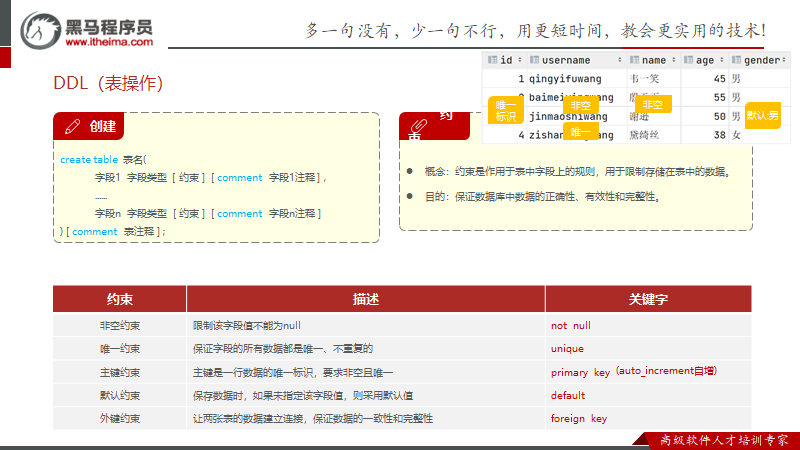 黑马程序员
www.itheima.com
多一句没有，少一句不行，用更短时间，教会更实用的技术!
DDL（表操作）
id username name age gender
1 qingyifuwang 韦一笑 45 男
baimei 55 男
jinmaoshiwang 谢逊 50 男
4 zishan 黛绮丝 38 女
唯一
标识
非空
唯一
非空
默认:男
创建
create table 表名(
字段1 字段类型 [ 约束 ] [ comment 字段1注释 ] ,
......
字段n 字段类型 [ 约束 ] [ comment 字段n注释 ]
) [ comment 表注释 ] ;
约
束
概念：约束是作用于表中字段上的规则，用于限制存储在表中的数据。
目的：保证数据库中数据的正确性、有效性和完整性。
约束 描述 关键字
非空约束 限制该字段值不能为null not null
唯一约束 保证字段的所有数据都是唯一、不重复的 unique
主键约束 主键是一行数据的唯一标识，要求非空且唯一 primary key（auto_increment自增）
默认约束 保存数据时，如果未指定该字段值，则采用默认值 default
外键约束 让两张表的数据建立连接，保证数据的一致性和完整性 foreign key
高级软件人才培训专家